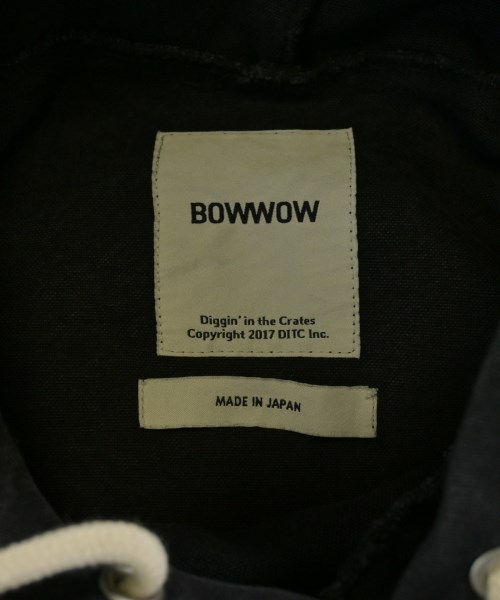 BOWWOW
Diggin' in the Crates
Copyright 2017 DITC Inc.
MADE IN JAPAN